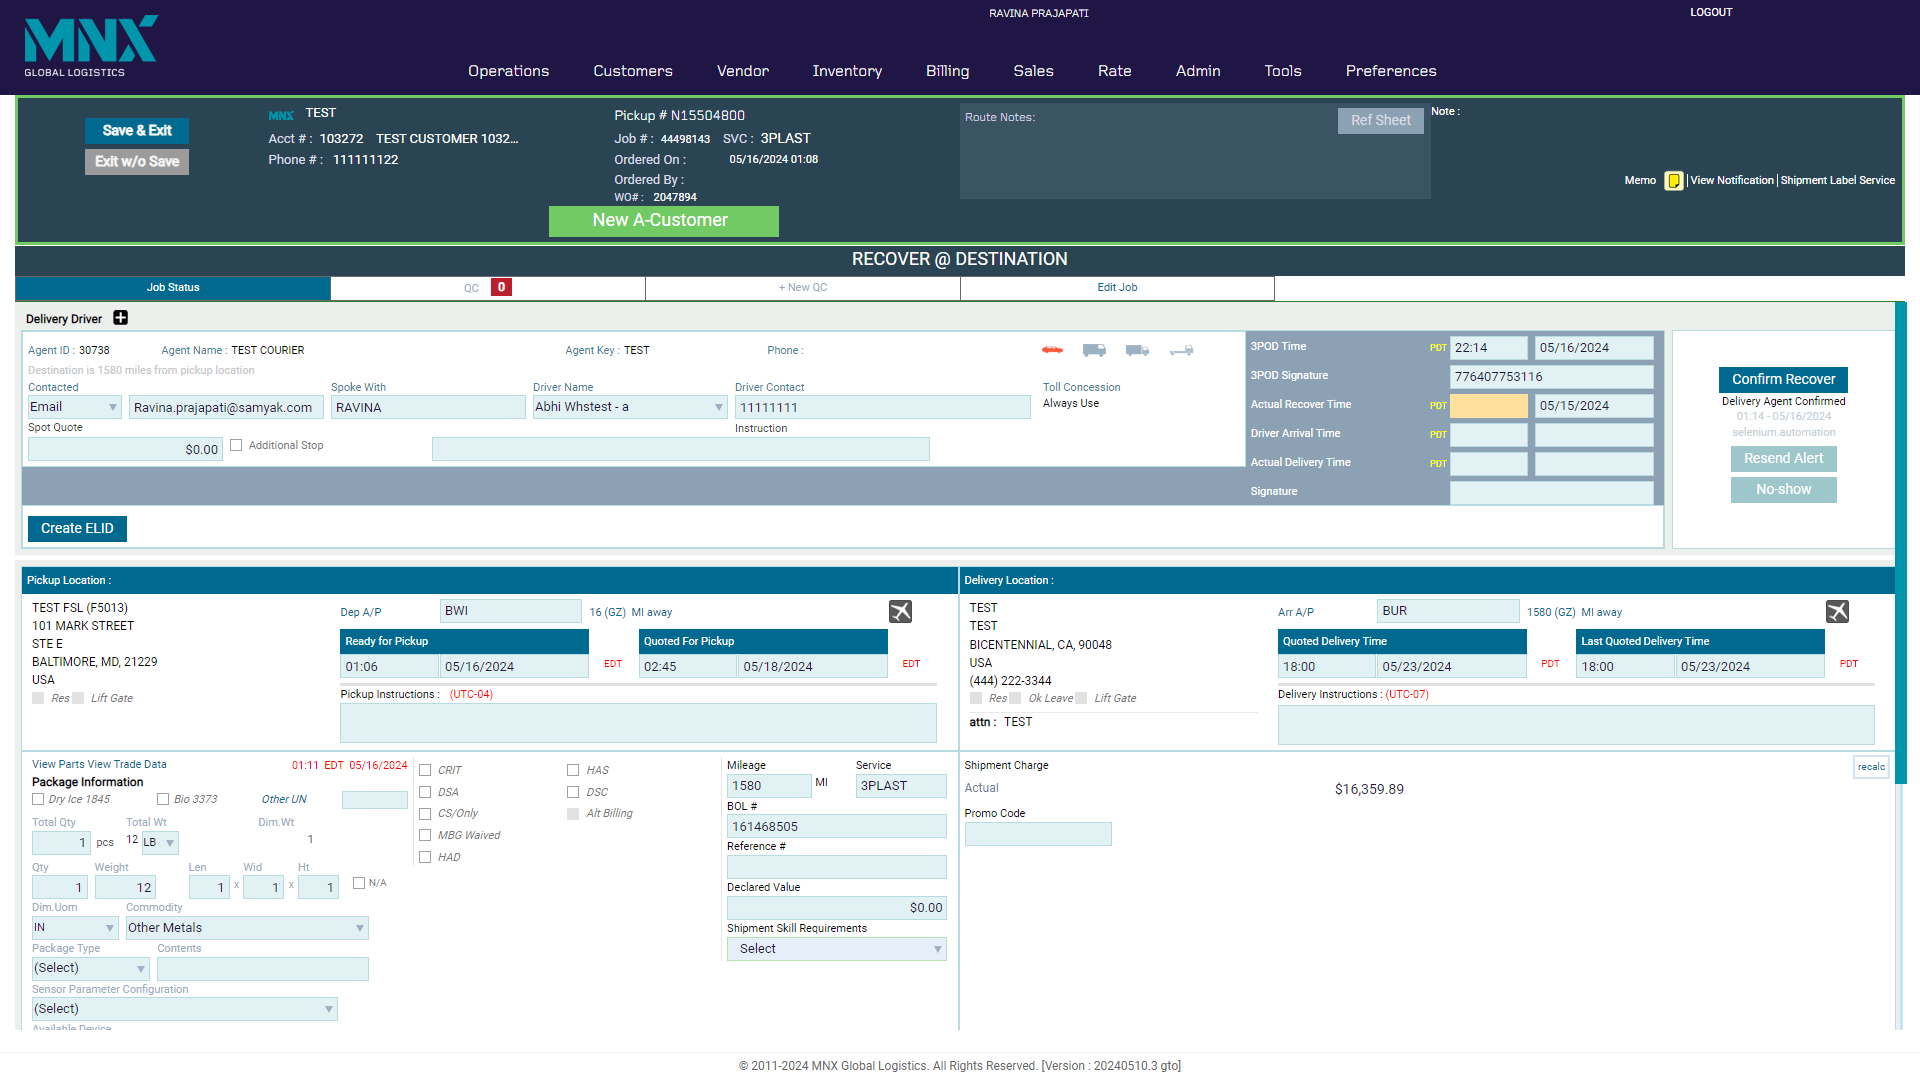 MNX
GLOBAL LOGISTICS
RAVINA PRAJAPATI
LOGOUT
Operations Customers Vendor Inventory Billing Sales Rate Admin Tools Preferences
Save & Exit
Exit w/o Save
MNX TEST
Acct # : 103272 TEST CUSTOMER 1032...
Phone # : 111111122
Pickup # N15504800
Job # : 44498143 SVC : 3PLAST
Ordered On : 05/16/2024 01:08
Ordered By :
WO# : 2047894
New A-Customer
Route Notes:
Ref Sheet
Note :
Memo View Notification Shipment Label Service
RECOVER @ DESTINATION
Job Status QC 0 + New QC Edit Job
Delivery Driver
Agent ID : 30738 Agent Name : TEST COURIER Agent Key : TEST Phone :
Destination is 1580 miles from pickup location
Contacted Spoke With Driver Name Driver Contact Toll Concession
Email Ravina.prajapati@samyak.com RAVINA Abhi Whstest - a 11111111 Always Use
Spot Quote Instruction
$0.00 Additional Stop
3POD Time PDT 22:14 05/16/2024
3POD Signature 776407753116
Actual Recover Time PDT 05/15/2024
Driver Arrival Time PDT
Actual Delivery Time PDT
Signature
Confirm Recover
Delivery Agent Confirmed
01:14 - 05/16/2024
selenium.automation
Resend Alert
No-show
Create ELID
Pickup Location :
TEST FSL (F5013)
101 MARK STREET
STE E
BALTIMORE, MD, 21229
USA
Res Lift Gate
Dep A/P BWI 16 (GZ) MI away
Ready for Pickup Quoted For Pickup
01:06 05/16/2024 EDT 02:45 05/18/2024 EDT
Pickup Instructions : (UTC-04)
Delivery Location :
TEST
TEST
BICENTENNIAL, CA, 90048
USA
(444) 222-3344
Res Ok Leave Lift Gate
attn : TEST
Arr A/P BUR 1580 (GZ) MI away
Quoted Delivery Time Last Quoted Delivery Time
18:00 05/23/2024 PDT 18:00 05/23/2024 PDT
Delivery Instructions : (UTC-07)
View Parts View Trade Data 01:11 EDT 05/16/2024
Package Information
Dry Ice 1845 Bio 3373 Other UN
Total Qty Total Wt Dim.Wt
1 pcs 12 LB 1
Qty Weight Len Wid Ht
1 12 1 x 1 x 1 N/A
Dim.Uom Commodity
IN Other Metals
Package Type Contents
(Select)
Sensor Parameter Configuration
(Select)
Available Device
CRIT HAS
DSA DSC
CS/Only Alt Billing
MBG Waived
HAD
Mileage Service
1580 MI 3PLAST
BOL #
161468505
Reference #
Declared Value
$0.00
Shipment Skill Requirements
Select
Shipment Charge recalc
Actual $16,359.89
Promo Code
© 2011-2024 MNX Global Logistics. All Rights Reserved. [Version : 20240510.3 gto]